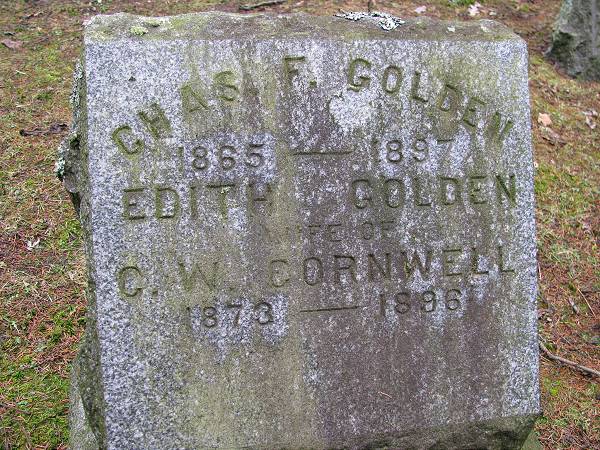 CHAS F. GOLDEN
1865 — 1897
EDITH GOLDEN
WIFE OF
C. W. CORNWELL
1873 — 1896